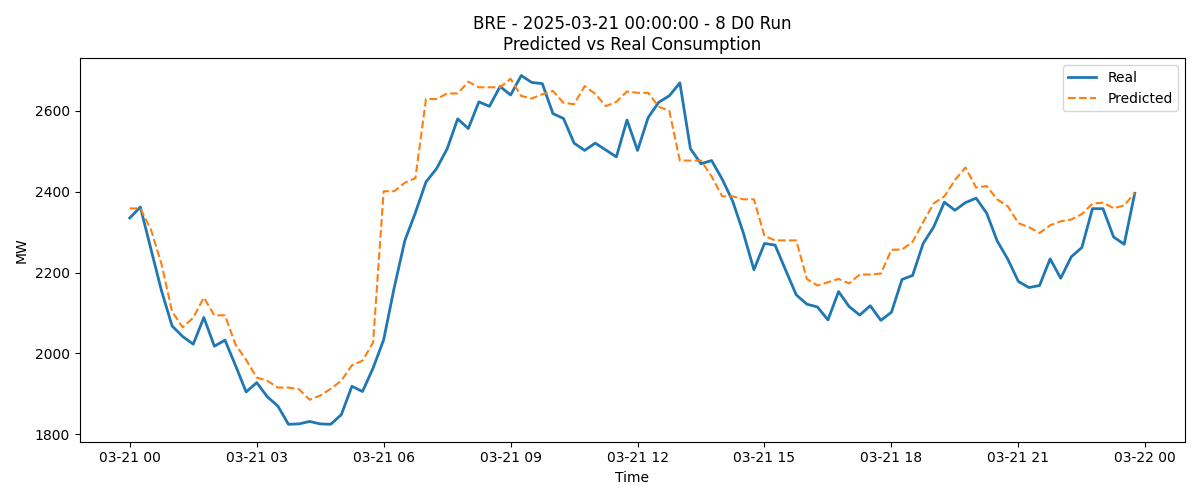 BRE - 2025-03-21 00:00:00 - 8 D0 Run
Predicted vs Real Consumption
Real
Predicted
MW
2600
2400
2200
2000
1800
03-21 00
03-21 03
03-21 06
03-21 09
03-21 12
03-21 15
03-21 18
03-21 21
03-22 00
Time